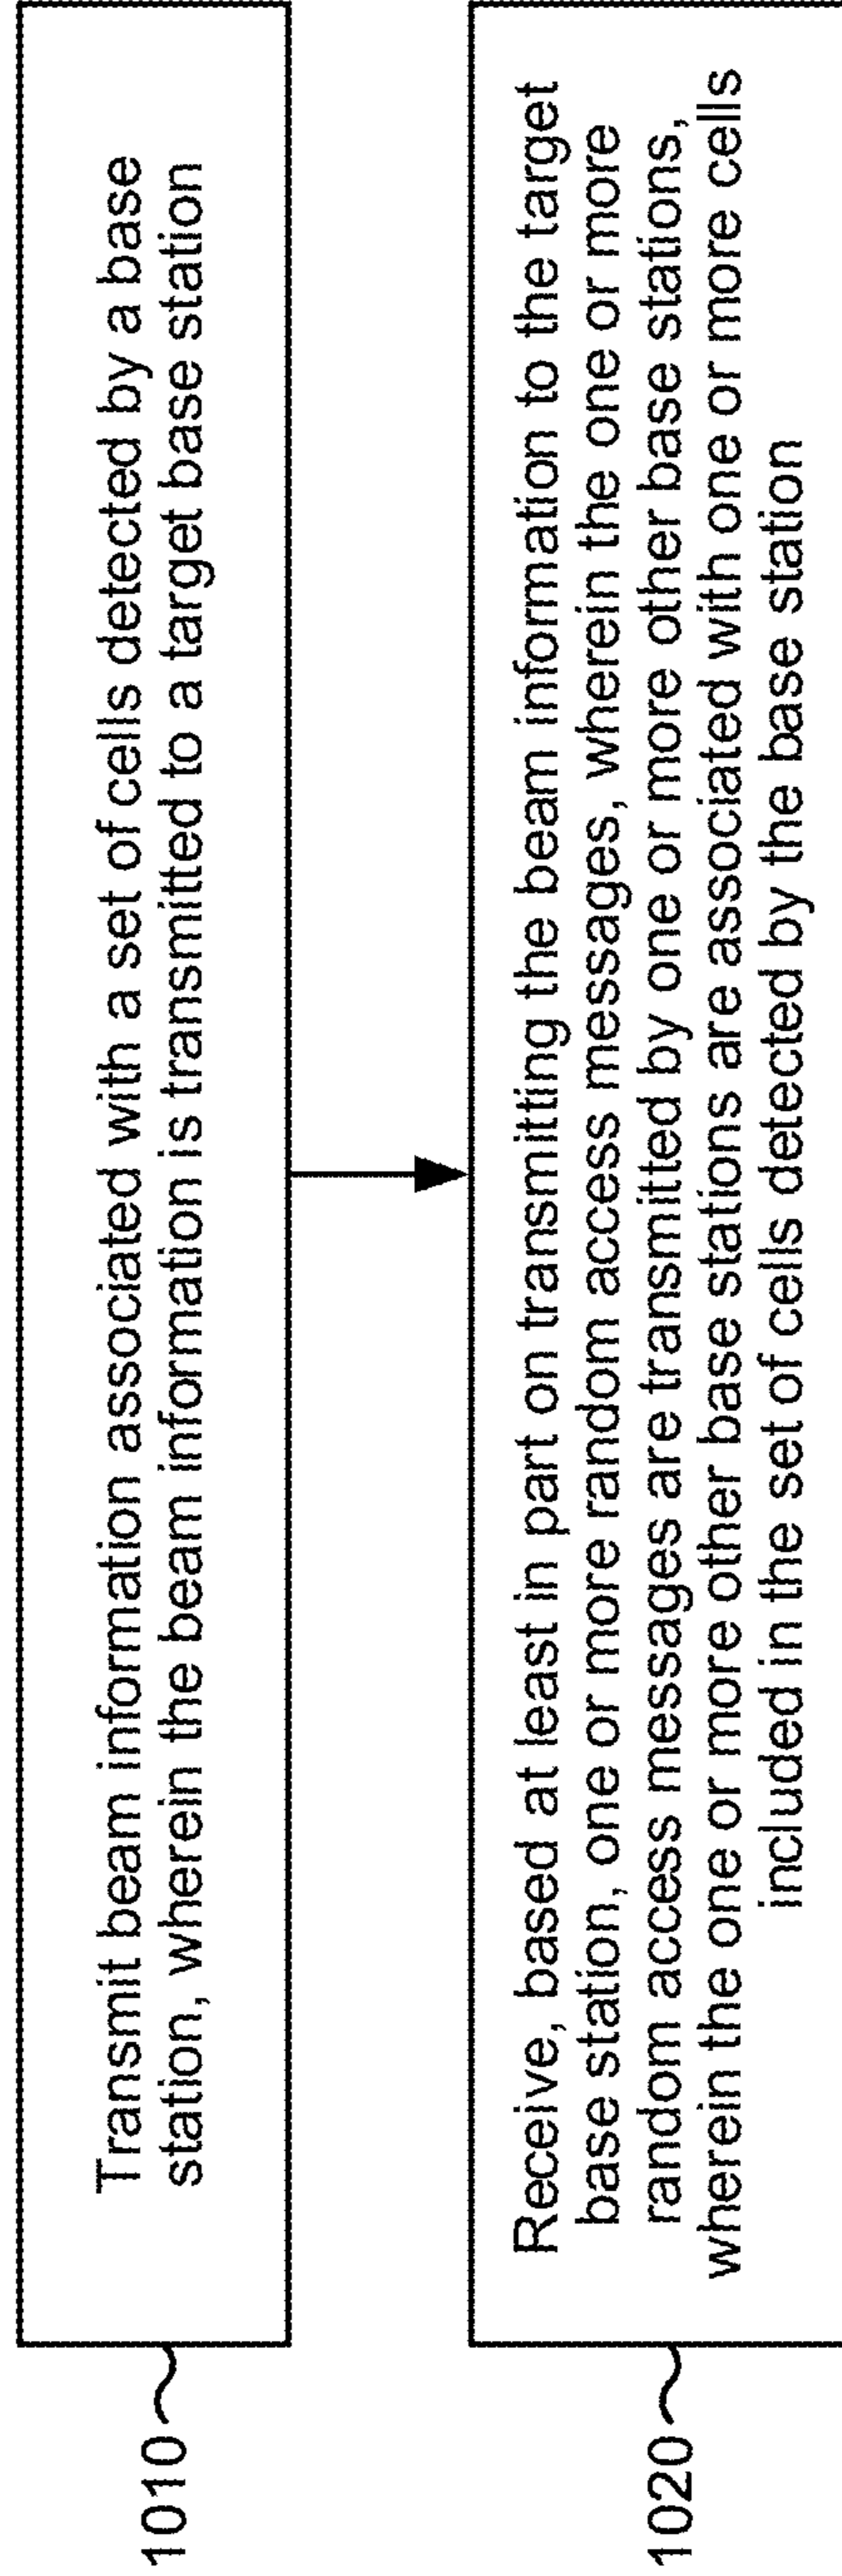 1010
Transmit beam information associated with a set of cells detected by a base
station, wherein the beam information is transmitted to a target base station
1020
Receive, based at least in part on transmitting the beam information to the target
base station, one or more random access messages, wherein the one or more
random access messages are transmitted by one or more other base stations,
wherein the one or more other base stations are associated with one or more cells
included in the set of cells detected by the base station